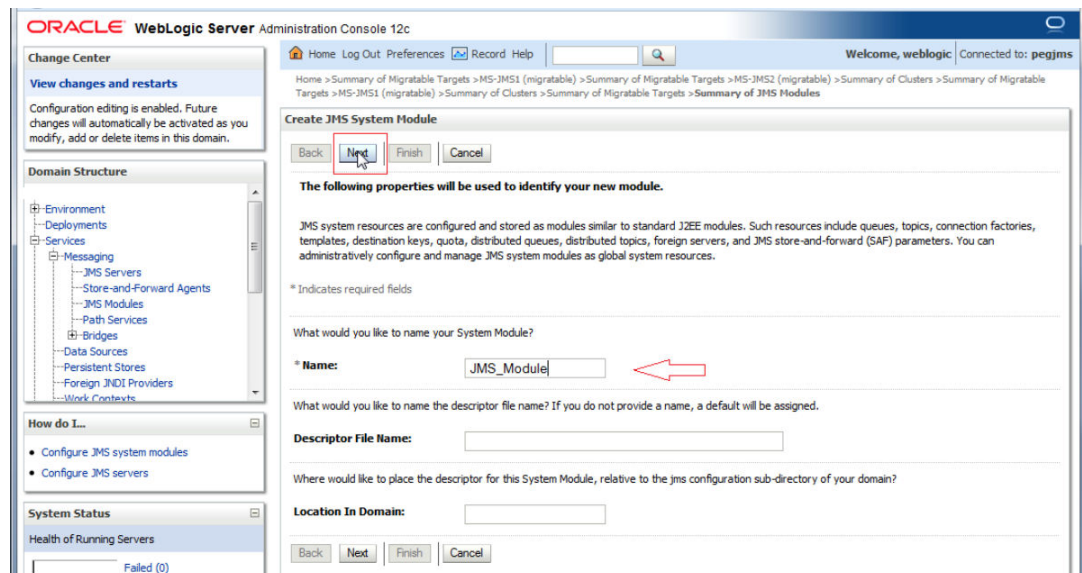 ORACLE WebLogic Server Administration Console 12c
Change Center
View changes and restarts
Configuration editing is enabled. Future
changes will automatically be activated as you
modify, add or delete items in this domain.
Domain Structure
Environment
Deployments
Services
Messaging
JMS Servers
Store-and-Forward Agents
JMS Modules
Path Services
Bridges
Data Sources
Persistent Stores
Foreign JNDI Providers
Work Contexts
How do I...
Configure JMS system modules
Configure JMS servers
System Status
Health of Running Servers
Failed (0)
Home Log Out Preferences Record Help
Welcome, weblogic Connected to: pegjms
Home >Summary of Migratable Targets >MS-JMS1 (migratable) >Summary of Migratable Targets >MS-JMS2 (migratable) >Summary of Clusters >Summary of Migratable
Targets >MS-JMS1 (migratable) >Summary of Clusters >Summary of Migratable Targets >Summary of JMS Modules
Create JMS System Module
Back Next Finish Cancel
The following properties will be used to identify your new module.
JMS system resources are configured and stored as modules similar to standard J2EE modules. Such resources include queues, topics, connection factories,
templates, destination keys, quota, distributed queues, distributed topics, foreign servers, and JMS store-and-forward (SAF) parameters. You can
administratively configure and manage JMS system modules as global system resources.
* Indicates required fields
What would you like to name your System Module?
* Name: JMS_Module
What would you like to name the descriptor file name? If you do not provide a name, a default will be assigned.
Descriptor File Name:
Where would like to place the descriptor for this System Module, relative to the jms configuration sub-directory of your domain?
Location In Domain:
Back Next Finish Cancel